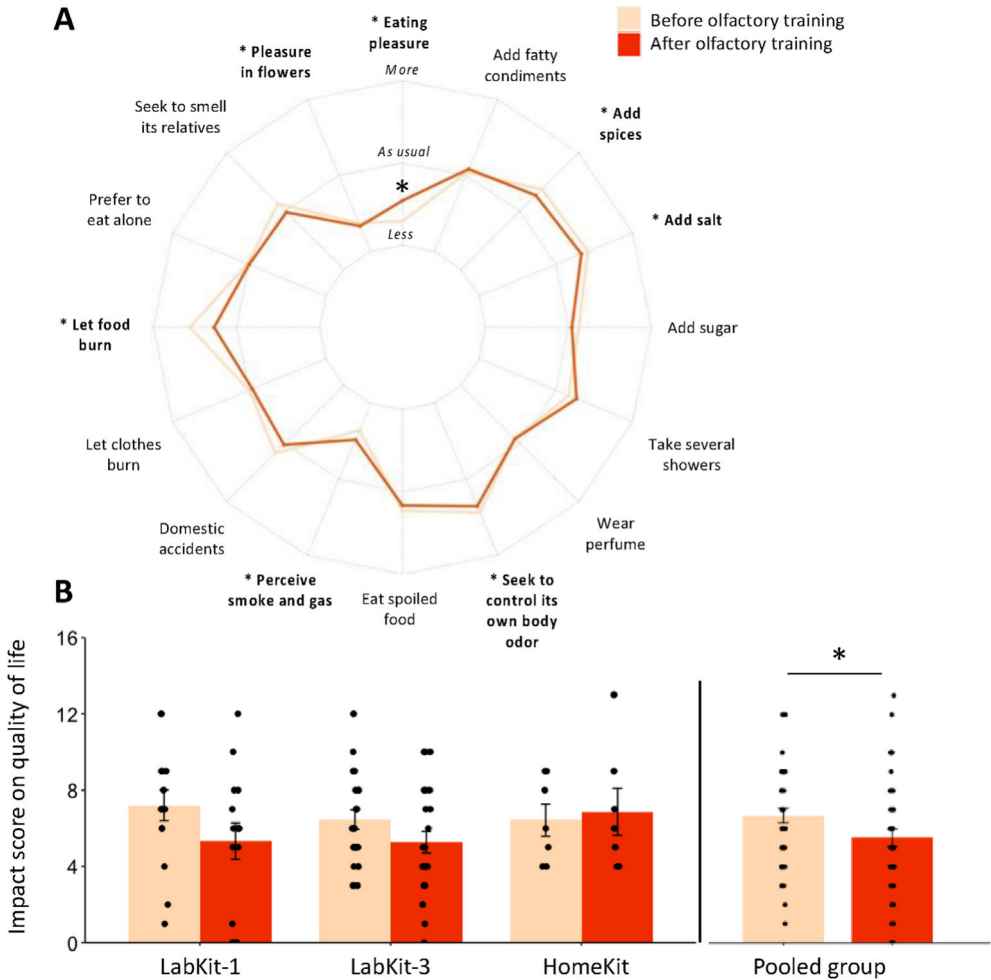 A
Before olfactory training
After olfactory training
* Eating
pleasure
* Pleasure
in flowers
Add fatty
condiments
Seek to smell
its relatives
* Add
spices
More
As usual
*
Less
Prefer to
eat alone
* Add salt
* Let food
burn
Add sugar
Let clothes
burn
Take several
showers
Domestic
accidents
Wear
perfume
* Perceive
smoke and gas
Eat spoiled
food
* Seek to
control its
own body
odor
B
Impact score on quality of life
16
12
8
4
0
*
LabKit-1
LabKit-3
HomeKit
Pooled group